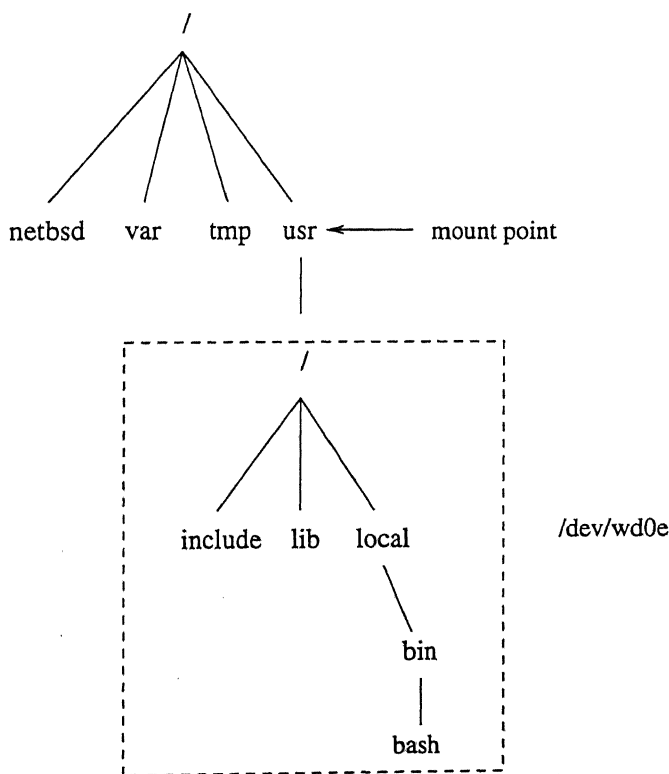 /
netbsd var tmp usr mount point
/
include lib local
/dev/wd0e
bin
bash